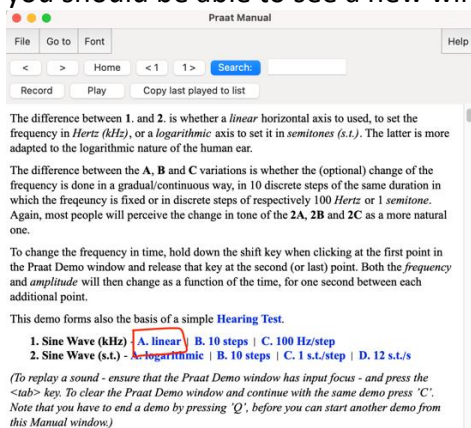 you should be able to see a new wi
Praat Manual
File Go to Font Help
< > Home < 1 1 > Search:
Record Play Copy last played to list
The difference between 1. and 2. is whether a linear horizontal axis to used, to set the
frequency in Hertz (kHz), or a logarithmic axis to set it in semitones (s.t.). The latter is more
adapted to the logarithmic nature of the human ear.
The difference between the A, B and C variations is whether the (optional) change of the
frequency is done in a gradual/continuous way, in 10 discrete steps of the same duration in
which the freqeuncy is fixed or in discrete steps of respectively 100 Hertz or 1 semitone.
Again, most people will perceive the change in tone of the 2A, 2B and 2C as a more natural
one.
To change the frequency in time, hold down the shift key when clicking at the first point in
the Praat Demo window and release that key at the second (or last) point. Both the frequency
and amplitude will then change as a function of the time, for one second between each
additional point.
This demo forms also the basis of a simple Hearing Test.
1. Sine Wave (kHz) - A. linear | B. 10 steps | C. 100 Hz/step
2. Sine Wave (s.t.) - A. logarithmic | B. 10 steps | C. 1 s.t./step | D. 12 s.t./s
(To replay a sound - ensure that the Praat Demo window has input focus - and press the
<tab> key. To clear the Praat Demo window and continue with the same demo press 'C'.
Note that you have to end a demo by pressing 'Q', before you can start another demo from
this Manual window.)